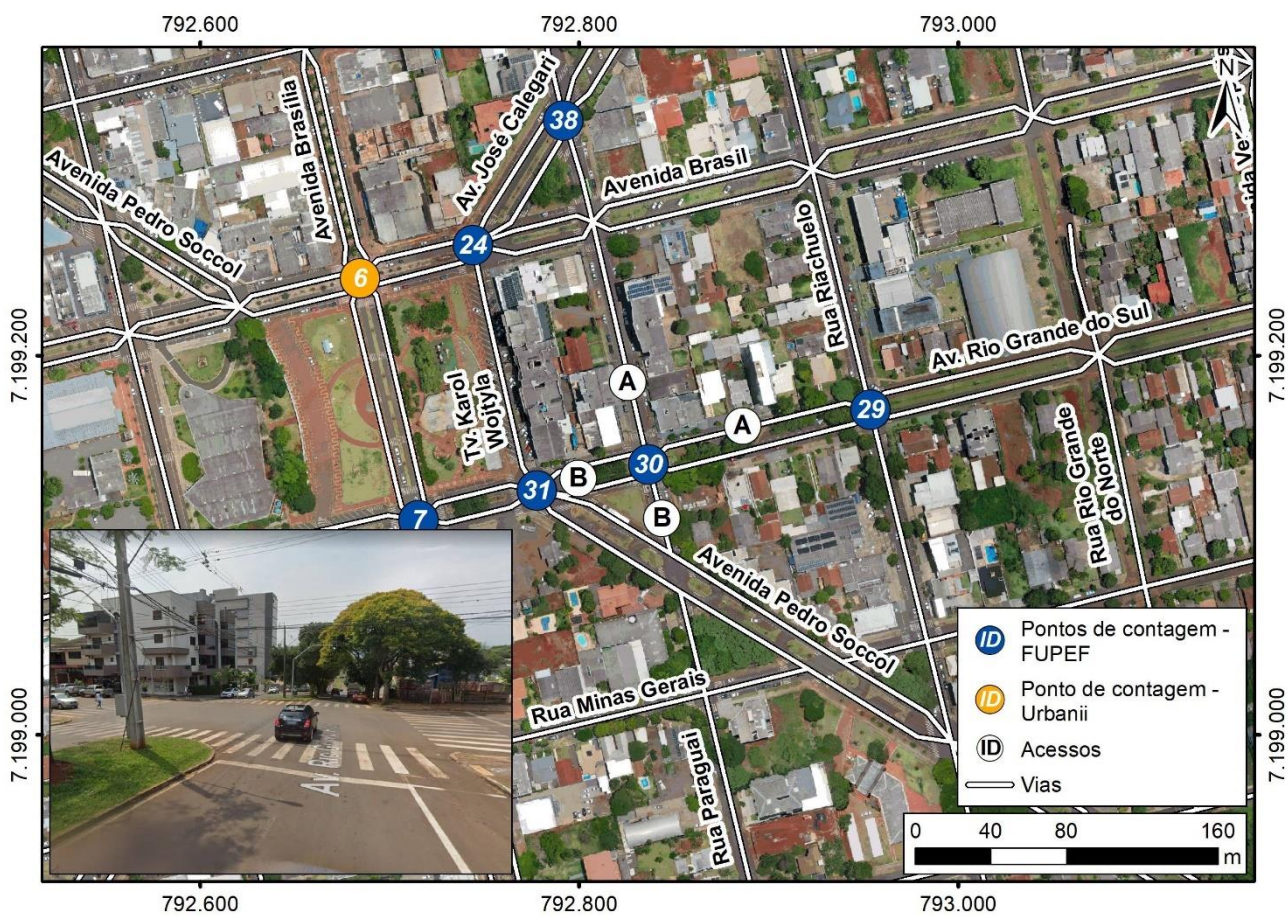 792.600
792.800
793.000
N
38
Av. José Calegari
Avenida Brasília
Avenida Pedro Soccol
Avenida Brasil
24
6
Rua Riachuelo
7.199.200
7.199.200
Av. Rio Grande do Sul
A
Tv. Karol
Wojtyla
A
29
30
B
31
B
7
Rua Rio Grande
do Norte
Avenida Pedro Soccol
Rua Minas Gerais
Rua Paraguai
7.199.000
7.199.000
ID
Pontos de contagem -
FUPEF
ID
Ponto de contagem -
Urbanii
ID
Acessos
Vias
0
40
80
160
m
792.600
792.800
793.000